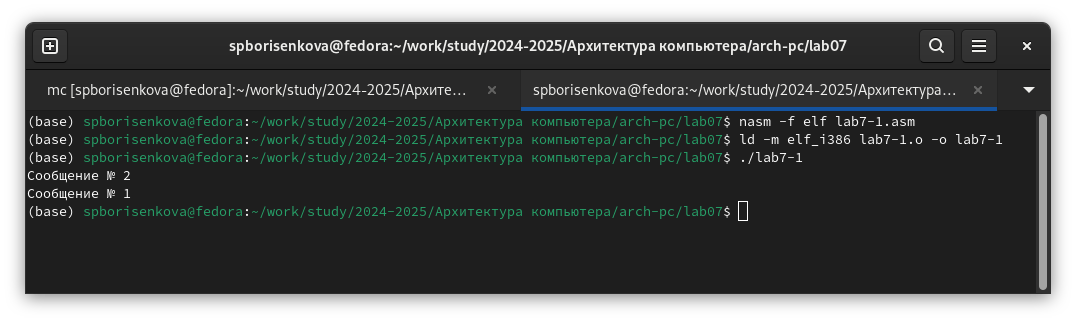 spborisenkova@fedora:~/work/study/2024-2025/Архитектура компьютера/arch-pc/lab07
mc [spborisenkova@fedora]:~/work/study/2024-2025/Архите...
spborisenkova@fedora:~/work/study/2024-2025/Архитектура...
(base) spborisenkova@fedora:~/work/study/2024-2025/Архитектура компьютера/arch-pc/lab07$ nasm -f elf lab7-1.asm
(base) spborisenkova@fedora:~/work/study/2024-2025/Архитектура компьютера/arch-pc/lab07$ ld -m elf_i386 lab7-1.o -o lab7-1
(base) spborisenkova@fedora:~/work/study/2024-2025/Архитектура компьютера/arch-pc/lab07$ ./lab7-1
Сообщение № 2
Сообщение № 1
(base) spborisenkova@fedora:~/work/study/2024-2025/Архитектура компьютера/arch-pc/lab07$